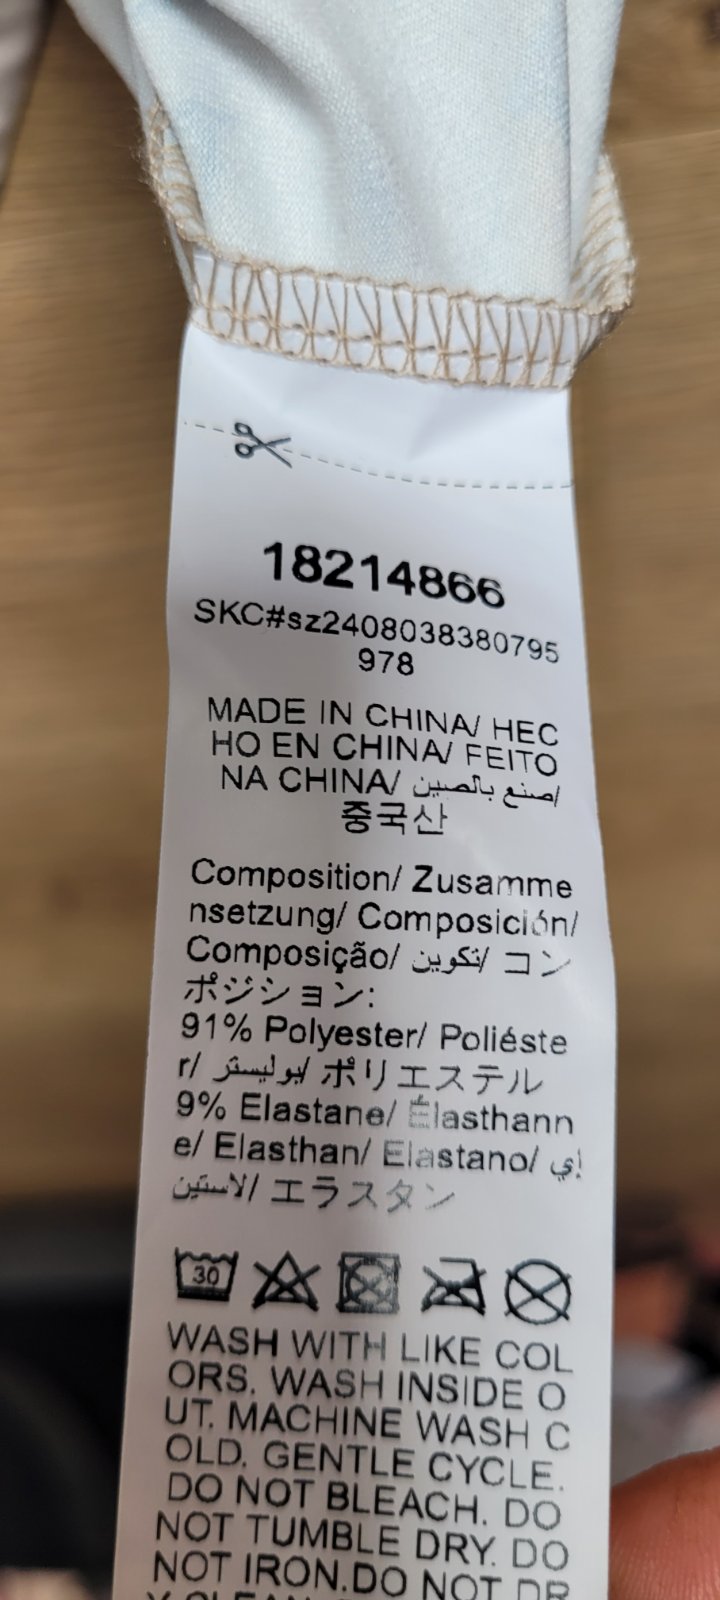 18214866
SKC#sz2408038380795
978
MADE IN CHINA/ HEC
HO EN CHINA/ FEITO
NA CHINA/ صنع بالصين/
중국산
Composition/ Zusamme
nsetzung/ Composición/
Composição/ تكوين/ コン
ポジション:
91% Polyester/ Poliéste
r/ بوليستر/ ポリエステル
9% Elastane/ Élasthann
e/ Elasthan/ Elastano/ إي
لاستين/ エラスタン
30
WASH WITH LIKE COL
ORS. WASH INSIDE O
UT. MACHINE WASH C
OLD. GENTLE CYCLE.
DO NOT BLEACH. DO
NOT TUMBLE DRY. DO
NOT IRON.DO NOT DR
Y CLEAN.